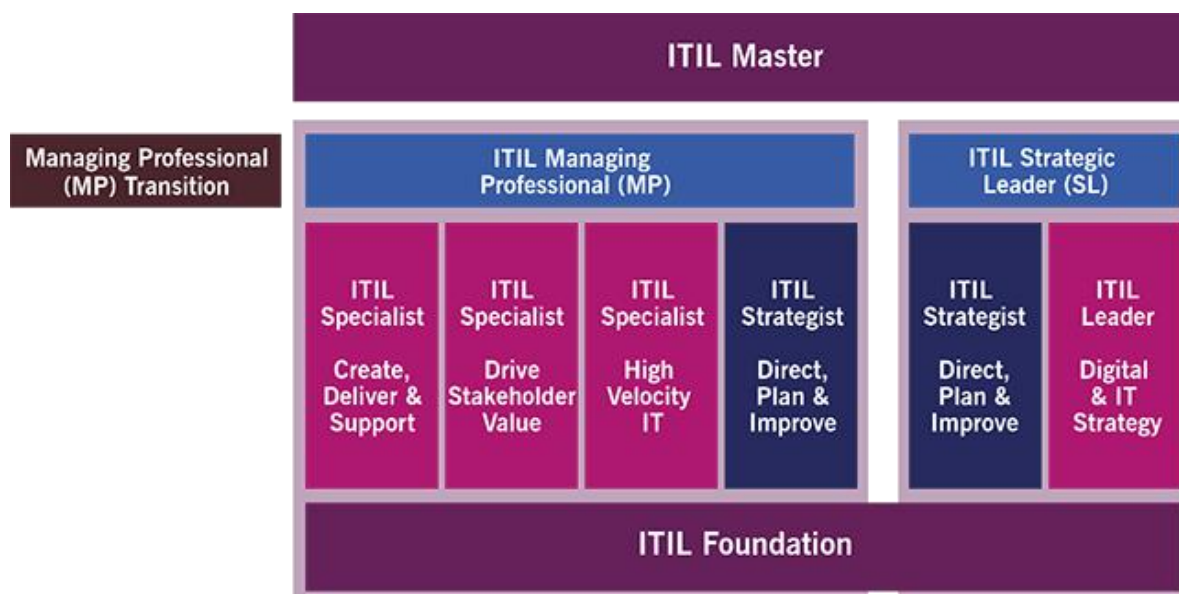 ITIL Master
Managing Professional
(MP) Transition
ITIL Managing
Professional (MP)
ITIL Strategic
Leader (SL)
ITIL
Specialist
Create,
Deliver &
Support
ITIL
Specialist
Drive
Stakeholder
Value
ITIL
Specialist
High
Velocity
IT
ITIL
Strategist
Direct,
Plan &
Improve
ITIL
Strategist
Direct,
Plan &
Improve
ITIL
Leader
Digital
& IT
Strategy
ITIL Foundation